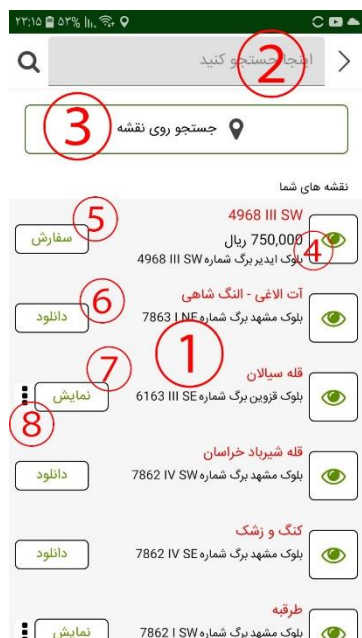 ۲۲:۱۵ ۵۳%
اینجا جستجو کنید
2
جستجو روی نقشه
3
نقشه های شما
4968 III SW
5
سفارش
750,000 ریال
4
بلوک ایدیر برگ شماره 4968 III SW
آت الاغی - النگ شاهی
6
دانلود
بلوک مشهد برگ شماره 7863 I NE
1
قله سیالان
7
نمایش
بلوک قزوین برگ شماره 6163 III SE
8
قله شیرباد خراسان
دانلود
بلوک مشهد برگ شماره 7862 IV SW
کنگ و زشک
دانلود
بلوک مشهد برگ شماره 7862 IV SE
طرقبه
نمایش
بلوک مشهد برگ شماره 7862 I SW